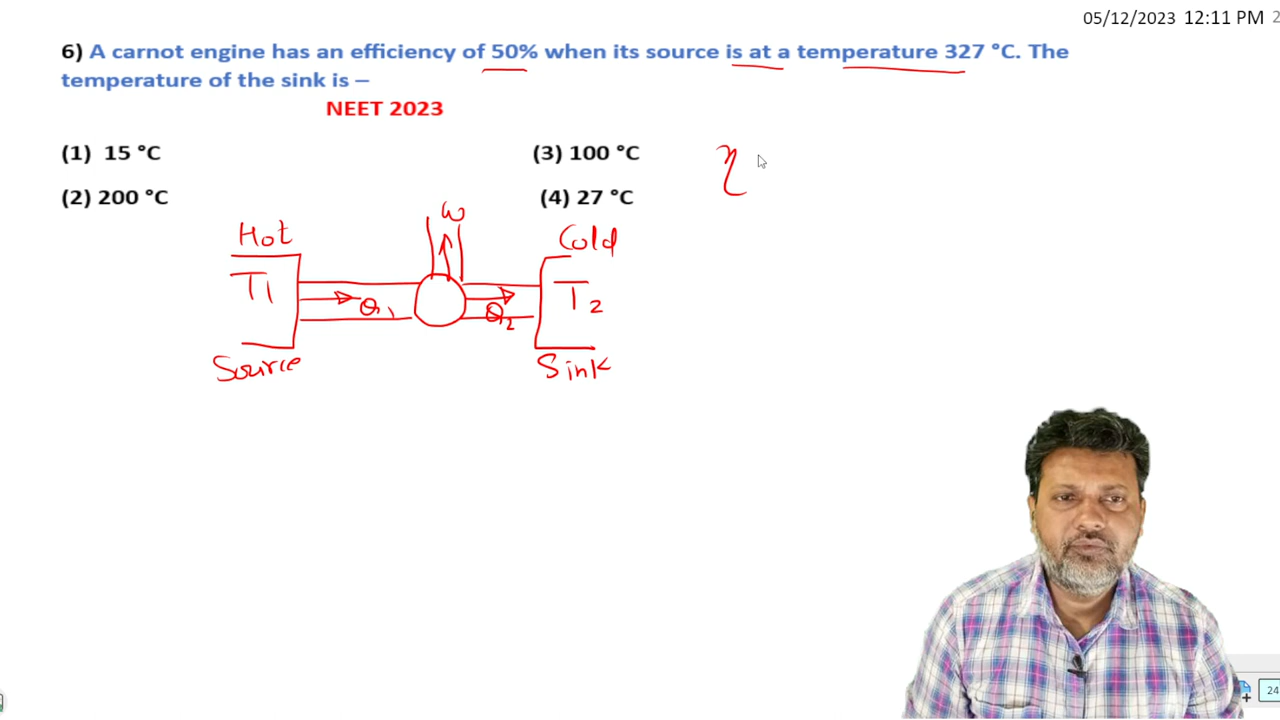 05/12/2023 12:11 PM 2
6) A carnot engine has an efficiency of 50% when its source is at a temperature 327 °C. The
temperature of the sink is –
NEET 2023
(1) 15 °C
(3) 100 °C
(2) 200 °C
(4) 27 °C
η
W
Hot
Cold
T1
Q1
Q2
T2
Source
Sink
24